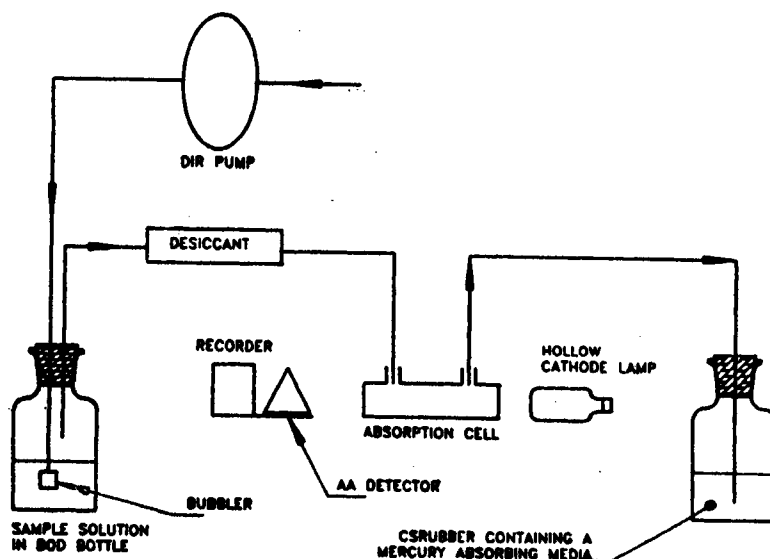 DIR PUMP
DESICCANT
RECORDER
HOLLOW
CATHODE LAMP
ABSORPTION CELL
AA DETECTOR
BUBBLER
SAMPLE SOLUTION
IN BOD BOTTLE
CSRUBBER CONTAINING A
MERCURY ABSORBING MEDIA